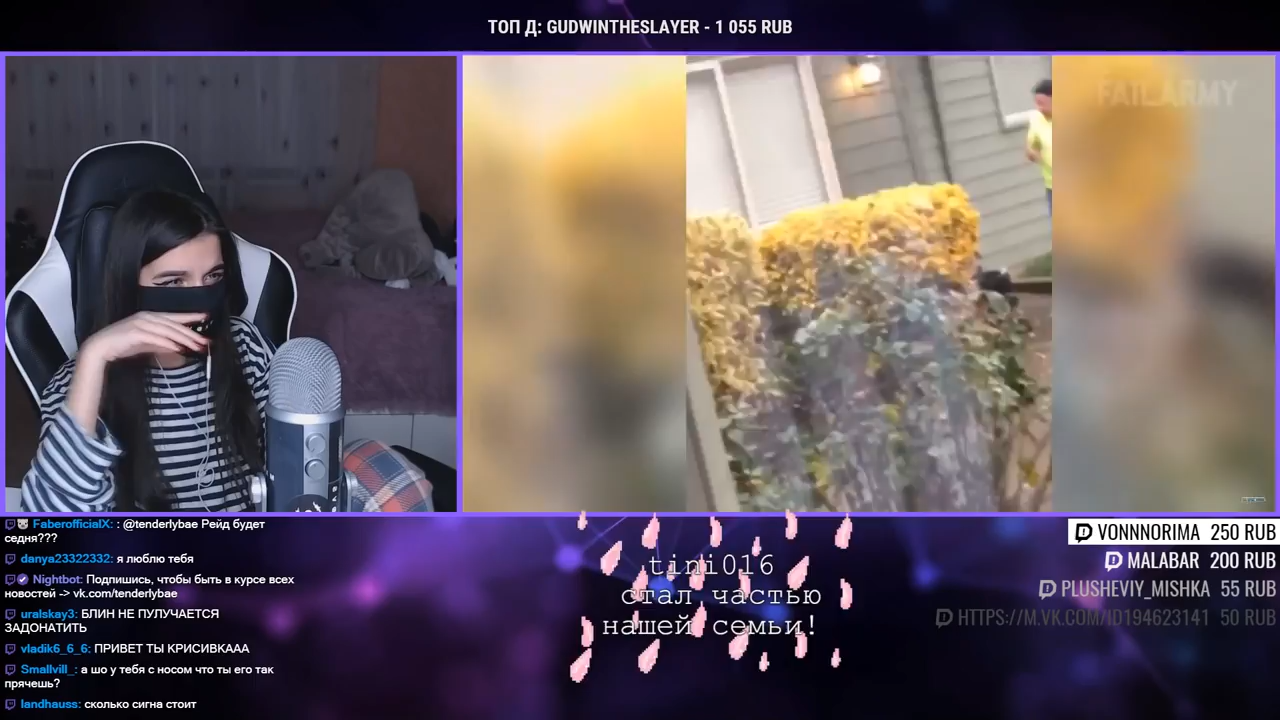 ТОП Д: GUDWINTHESLAYER - 1 055 RUB
FAILARMY
FaberofficialX: : @tenderlybae Рейд будет
седня???
danya23322332: я люблю тебя
Nightbot: Подпишись, чтобы быть в курсе всех
новостей -> vk.com/tenderlybae
uralskay3: БЛИН НЕ ПУЛУЧАЕТСЯ
ЗАДОНАТИТЬ
vladik6_6_6: ПРИВЕТ ТЫ КРИСИВКААА
Smallvill_: а шо у тебя с носом что ты его так
прячешь?
landhauss: сколько сигна стоит
tini016
стал частью
нашей семьи!
VONNNORIMA 250 RUB
MALABAR 200 RUB
PLUSHEVIY_MISHKA 55 RUB
HTTPS://M.VK.COM/ID194623141 50 RUB